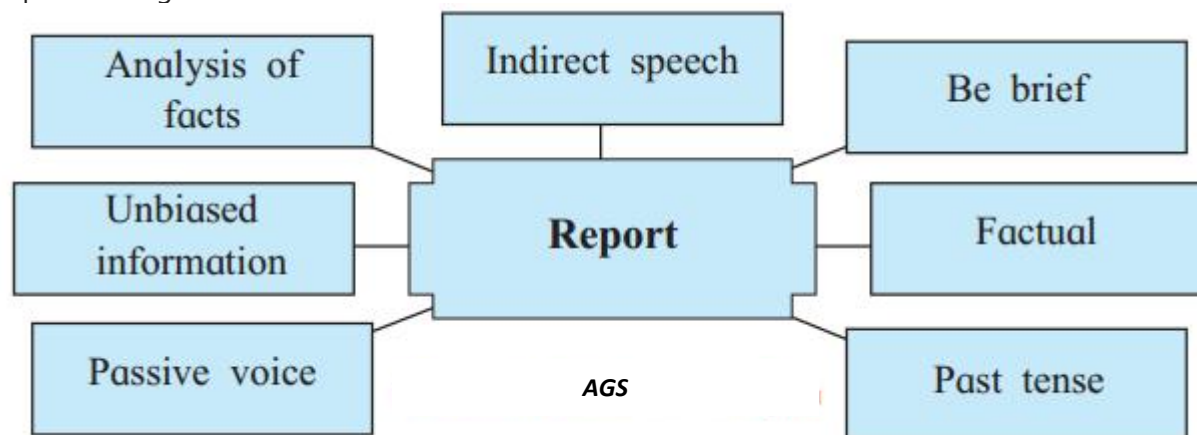 Analysis of
facts
Indirect speech
Be brief
Unbiased
information
Report
Factual
Passive voice
AGS
Past tense